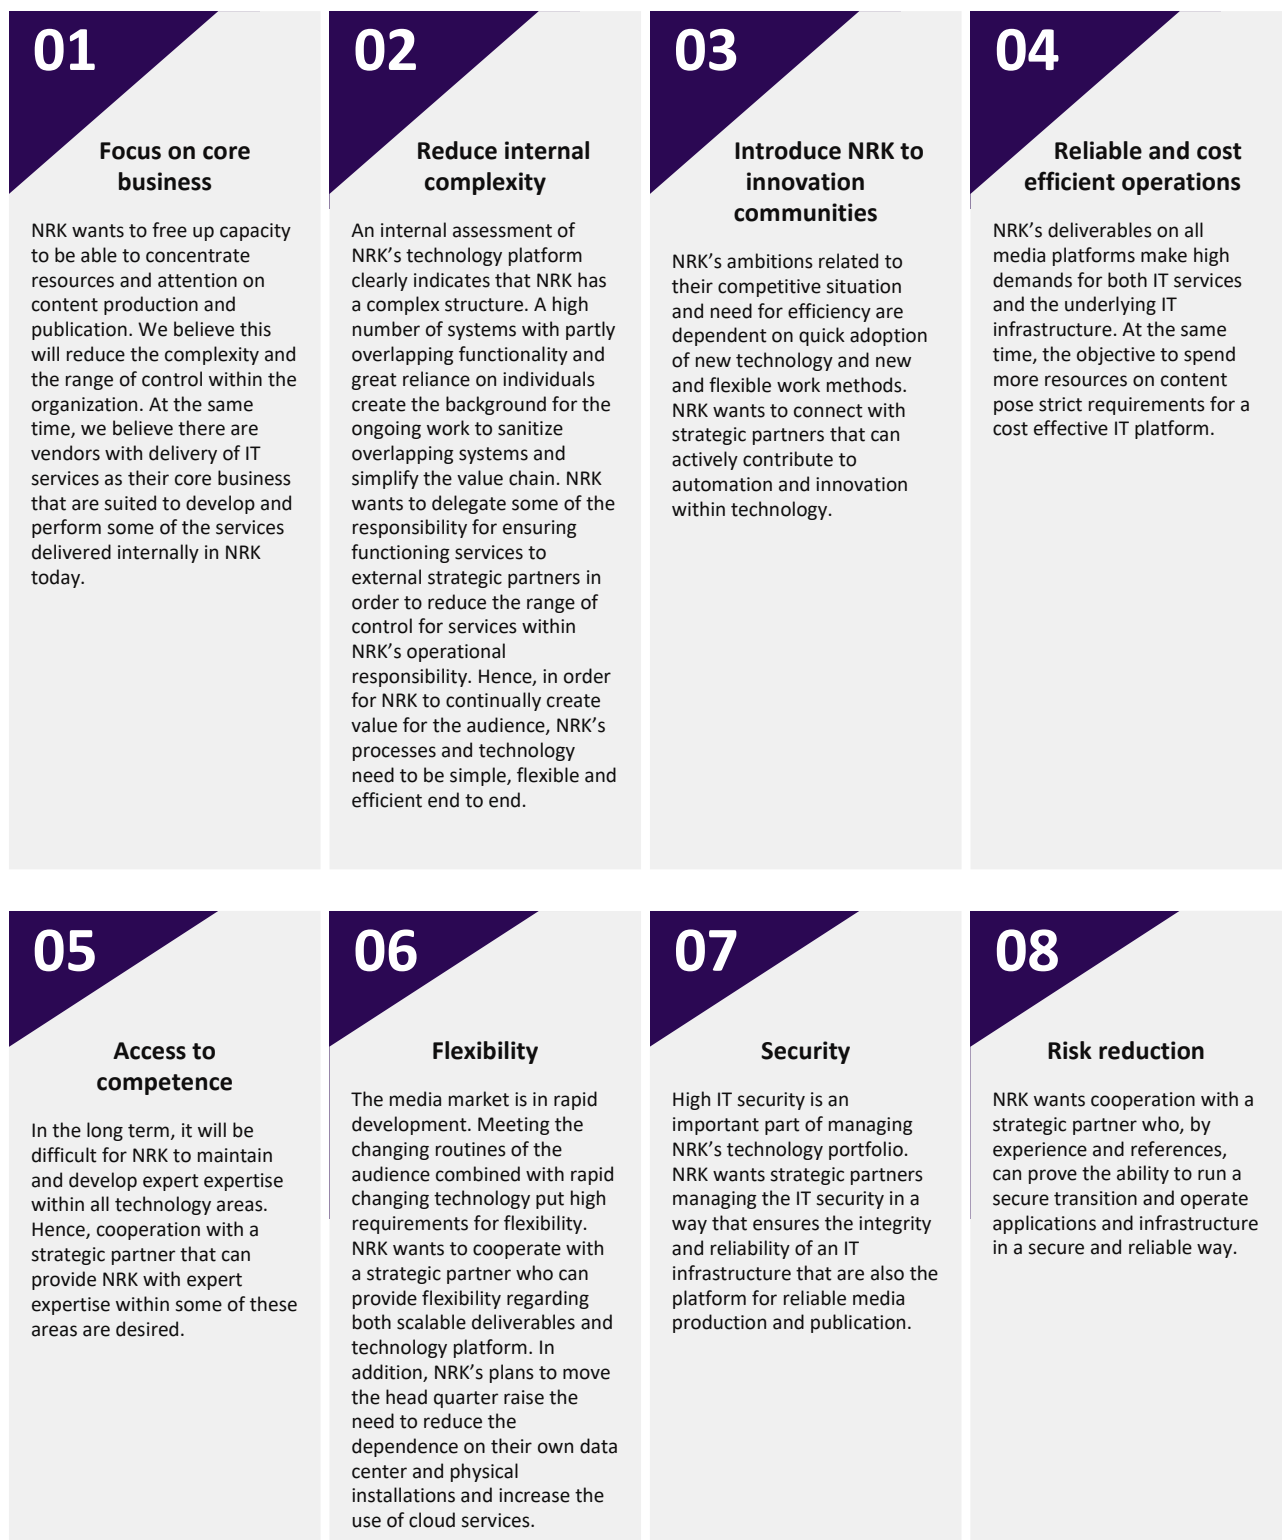 01
Focus on core
business
NRK wants to free up capacity
to be able to concentrate
resources and attention on
content production and
publication. We believe this
will reduce the complexity and
the range of control within the
organization. At the same
time, we believe there are
vendors with delivery of IT
services as their core business
that are suited to develop and
perform some of the services
delivered internally in NRK
today.
02
Reduce internal
complexity
An internal assessment of
NRK’s technology platform
clearly indicates that NRK has
a complex structure. A high
number of systems with partly
overlapping functionality and
great reliance on individuals
create the background for the
ongoing work to sanitize
overlapping systems and
simplify the value chain. NRK
wants to delegate some of the
responsibility for ensuring
functioning services to
external strategic partners in
order to reduce the range of
control for services within
NRK’s operational
responsibility. Hence, in order
for NRK to continually create
value for the audience, NRK’s
processes and technology
need to be simple, flexible and
efficient end to end.
03
Introduce NRK to
innovation
communities
NRK’s ambitions related to
their competitive situation
and need for efficiency are
dependent on quick adoption
of new technology and new
and flexible work methods.
NRK wants to connect with
strategic partners that can
actively contribute to
automation and innovation
within technology.
04
Reliable and cost
efficient operations
NRK’s deliverables on all
media platforms make high
demands for both IT services
and the underlying IT
infrastructure. At the same
time, the objective to spend
more resources on content
pose strict requirements for a
cost effective IT platform.
05
Access to
competence
In the long term, it will be
difficult for NRK to maintain
and develop expert expertise
within all technology areas.
Hence, cooperation with a
strategic partner that can
provide NRK with expert
expertise within some of these
areas are desired.
06
Flexibility
The media market is in rapid
development. Meeting the
changing routines of the
audience combined with rapid
changing technology put high
requirements for flexibility.
NRK wants to cooperate with
a strategic partner who can
provide flexibility regarding
both scalable deliverables and
technology platform. In
addition, NRK’s plans to move
the head quarter raise the
need to reduce the
dependence on their own data
center and physical
installations and increase the
use of cloud services.
07
Security
High IT security is an
important part of managing
NRK’s technology portfolio.
NRK wants strategic partners
managing the IT security in a
way that ensures the integrity
and reliability of an IT
infrastructure that are also the
platform for reliable media
production and publication.
08
Risk reduction
NRK wants cooperation with a
strategic partner who, by
experience and references,
can prove the ability to run a
secure transition and operate
applications and infrastructure
in a secure and reliable way.